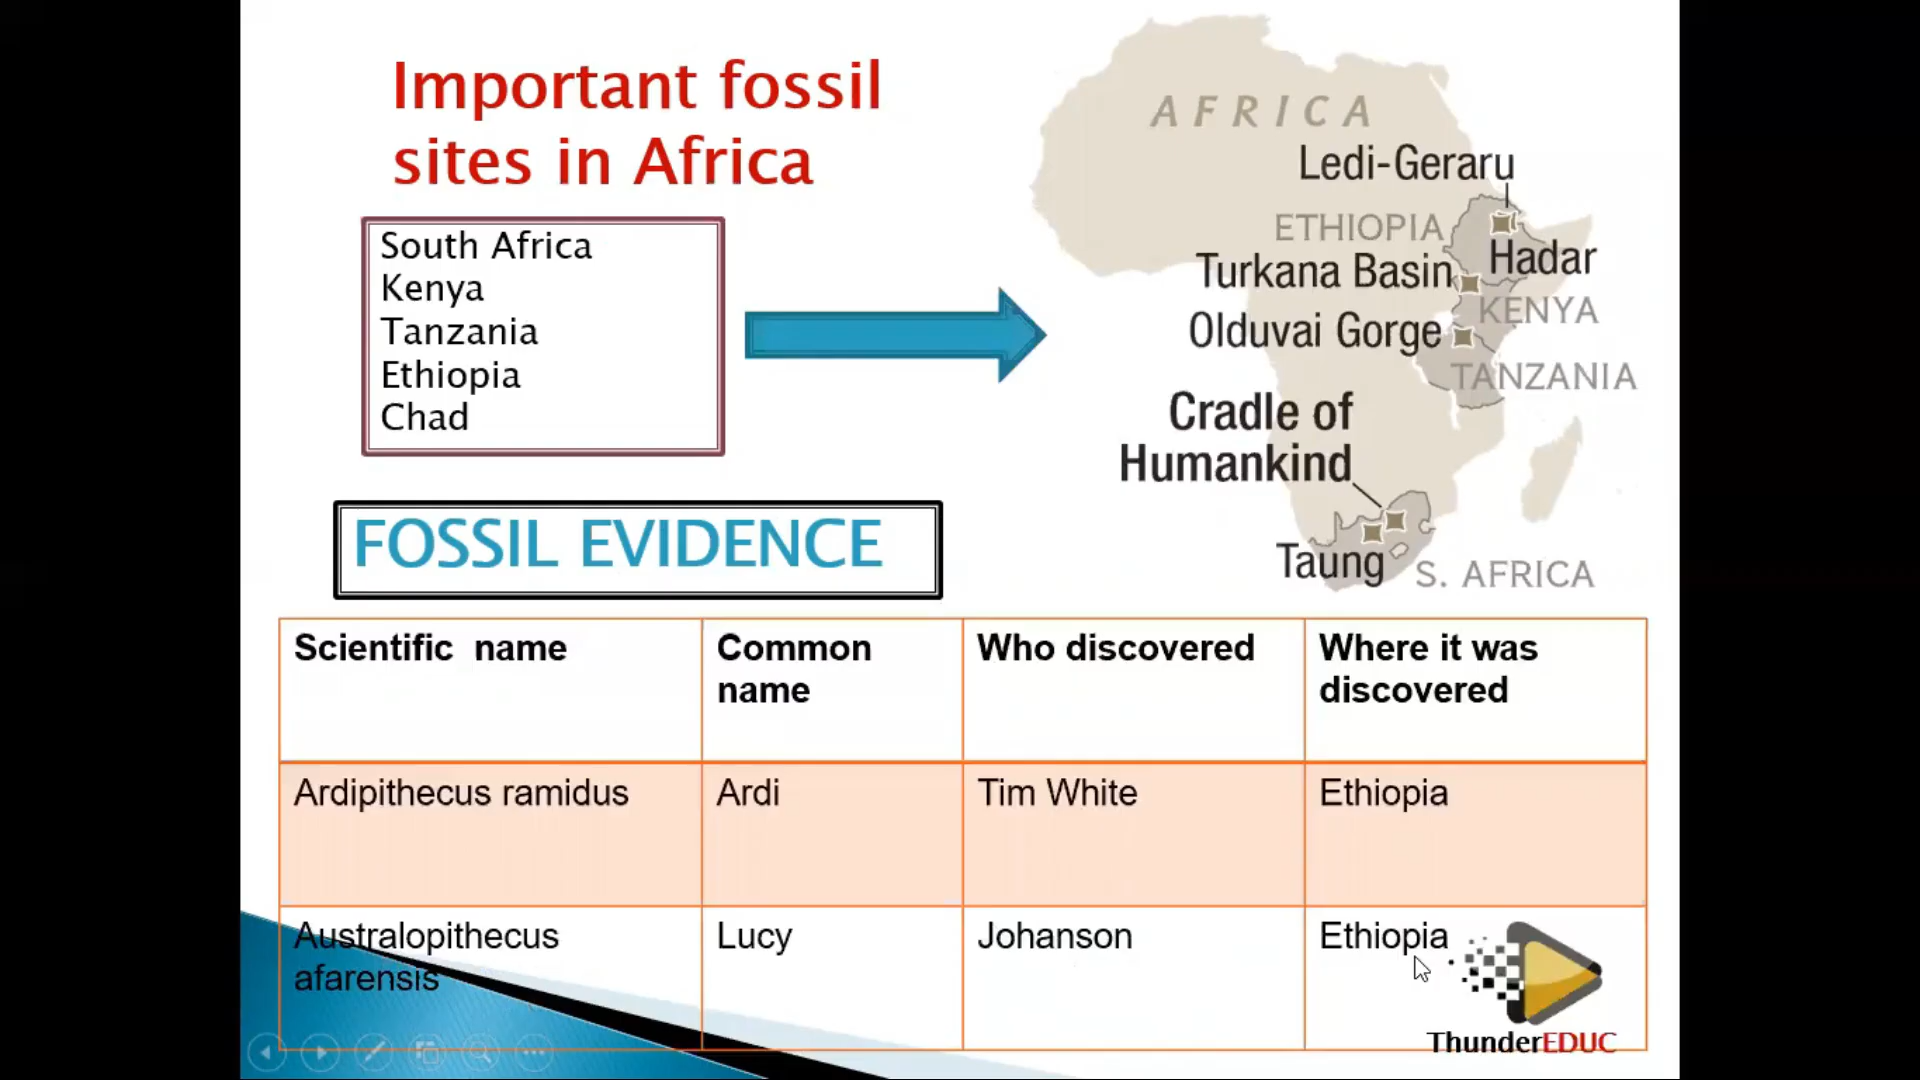 Important fossil
sites in Africa
South Africa
Kenya
Tanzania
Ethiopia
Chad
AFRICA
Ledi-Geraru
ETHIOPIA
Hadar
Turkana Basin
KENYA
Olduvai Gorge
TANZANIA
Cradle of
Humankind
Taung
S. AFRICA
FOSSIL EVIDENCE
Scientific name
Common
name
Who discovered
Where it was
discovered
Ardipithecus ramidus
Ardi
Tim White
Ethiopia
Australopithecus
afarensis
Lucy
Johanson
Ethiopia
ThunderEDUC